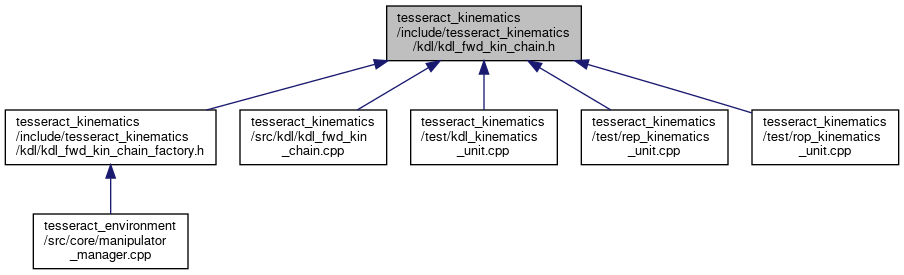 tesseract_kinematics
/include/tesseract_kinematics
/kdl/kdl_fwd_kin_chain.h
tesseract_kinematics
/include/tesseract_kinematics
/kdl/kdl_fwd_kin_chain_factory.h
tesseract_kinematics
/src/kdl/kdl_fwd_kin
_chain.cpp
tesseract_kinematics
/test/kdl_kinematics
_unit.cpp
tesseract_kinematics
/test/rep_kinematics
_unit.cpp
tesseract_kinematics
/test/rop_kinematics
_unit.cpp
tesseract_environment
/src/core/manipulator
_manager.cpp